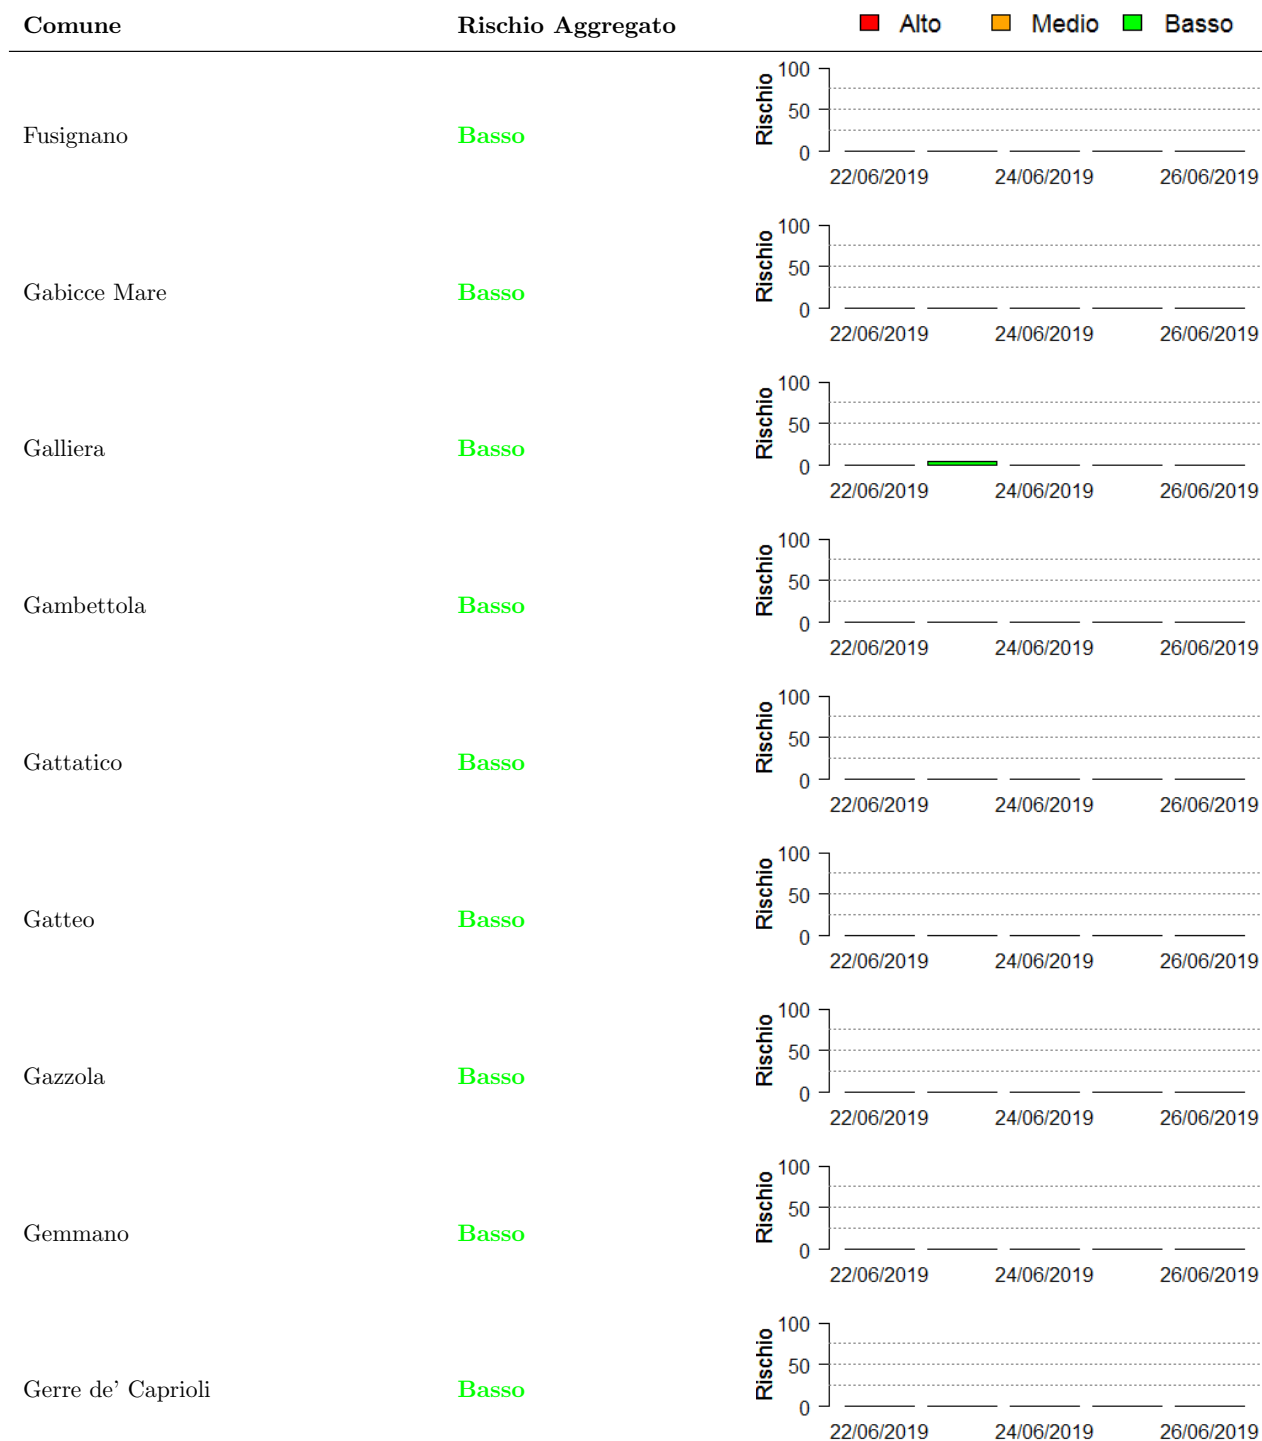 Comune Rischio Aggregato Alto Medio Basso
Fusignano Basso
Rischio
100
50
0
22/06/2019 24/06/2019 26/06/2019
Gabicce Mare Basso
Rischio
100
50
0
22/06/2019 24/06/2019 26/06/2019
Galliera Basso
Rischio
100
50
0
22/06/2019 24/06/2019 26/06/2019
Gambettola Basso
Rischio
100
50
0
22/06/2019 24/06/2019 26/06/2019
Gattatico Basso
Rischio
100
50
0
22/06/2019 24/06/2019 26/06/2019
Gatteo Basso
Rischio
100
50
0
22/06/2019 24/06/2019 26/06/2019
Gazzola Basso
Rischio
100
50
0
22/06/2019 24/06/2019 26/06/2019
Gemmano Basso
Rischio
100
50
0
22/06/2019 24/06/2019 26/06/2019
Gerre de’ Caprioli Basso
Rischio
100
50
0
22/06/2019 24/06/2019 26/06/2019